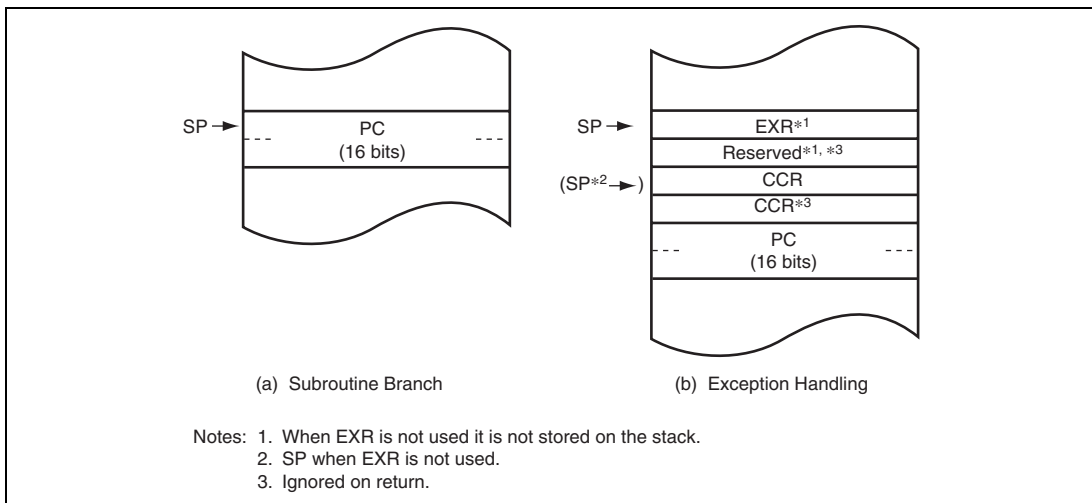 SP
PC
(16 bits)
(a) Subroutine Branch
SP
EXR*1
Reserved*1, *3
(SP*2 )
CCR
CCR*3
PC
(16 bits)
(b) Exception Handling
Notes: 1. When EXR is not used it is not stored on the stack.
2. SP when EXR is not used.
3. Ignored on return.